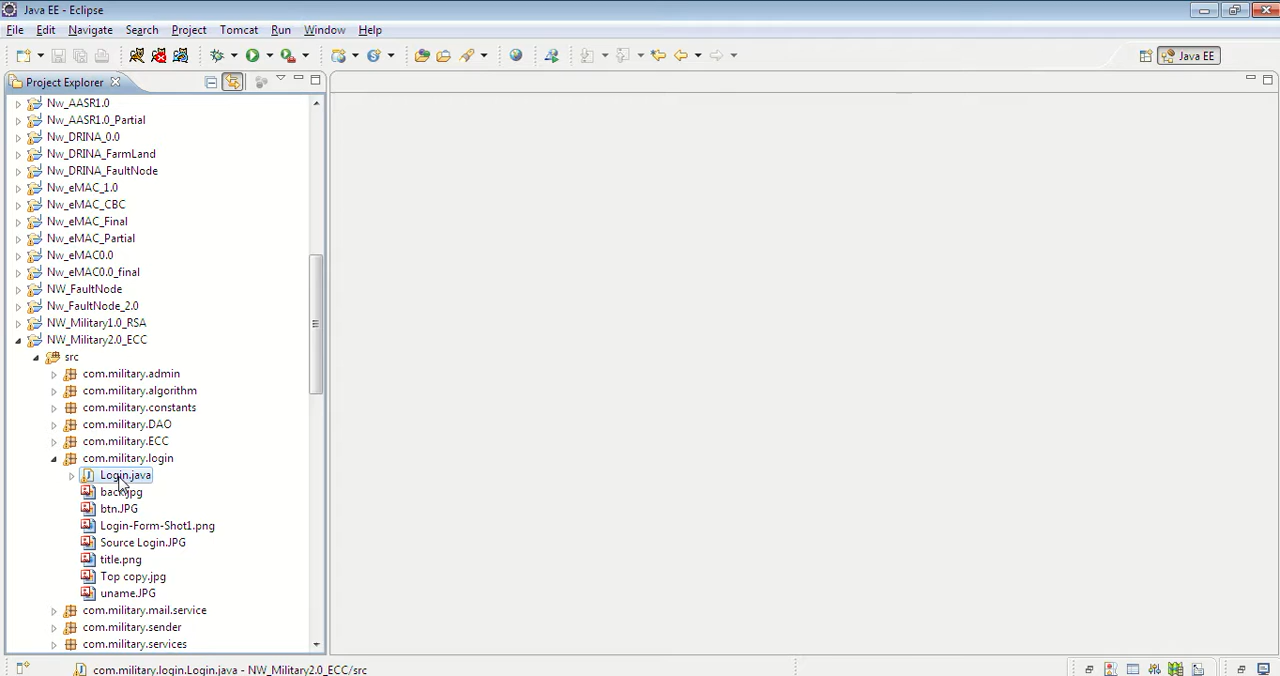 Java EE - Eclipse
File Edit Navigate Search Project Tomcat Run Window Help
Java EE
Project Explorer
Nw_AASR1.0
Nw_AASR1.0_Partial
Nw_DRINA_0.0
Nw_DRINA_FarmLand
Nw_DRINA_FaultNode
Nw_eMAC_1.0
Nw_eMAC_CBC
Nw_eMAC_Final
Nw_eMAC_Partial
Nw_eMAC0.0
Nw_eMAC0.0_final
NW_FaultNode
Nw_FaultNode_2.0
NW_Military1.0_RSA
NW_Military2.0_ECC
src
com.military.admin
com.military.algorithm
com.military.constants
com.military.DAO
com.military.ECC
com.military.login
Login.java
back.jpg
btn.JPG
Login-Form-Shot1.png
Source Login.JPG
title.png
Top copy.jpg
uname.JPG
com.military.mail.service
com.military.sender
com.military.services
com.military.login.Login.java - NW_Military2.0_ECC/src